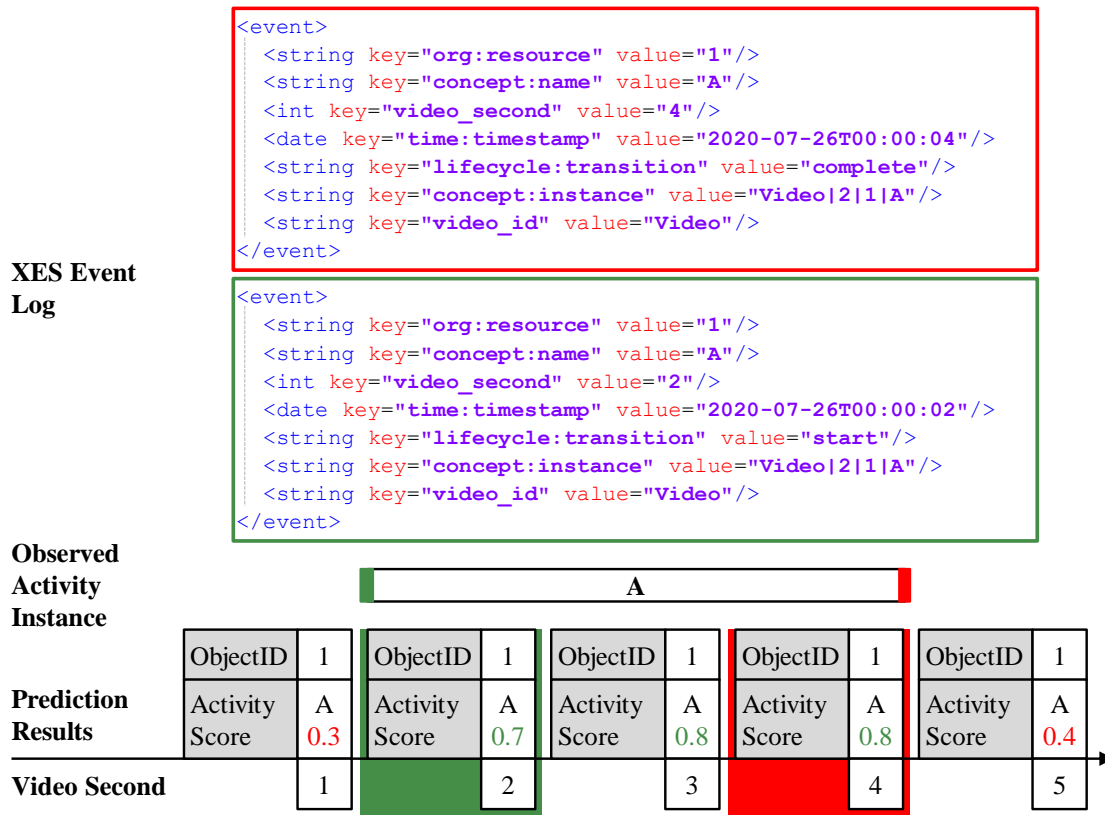 <event>
<string key="org:resource" value="1"/>
<string key="concept:name" value="A"/>
<int key="video_second" value="4"/>
<date key="time:timestamp" value="2020-07-26T00:00:04"/>
<string key="lifecycle:transition" value="complete"/>
<string key="concept:instance" value="Video|2|1|A"/>
<string key="video_id" value="Video"/>
</event>
XES Event
Log
<event>
<string key="org:resource" value="1"/>
<string key="concept:name" value="A"/>
<int key="video_second" value="2"/>
<date key="time:timestamp" value="2020-07-26T00:00:02"/>
<string key="lifecycle:transition" value="start"/>
<string key="concept:instance" value="Video|2|1|A"/>
<string key="video_id" value="Video"/>
</event>
Observed
Activity
Instance
A
ObjectID 1 ObjectID 1 ObjectID 1 ObjectID 1 ObjectID 1
Prediction
Results
Activity A Activity A Activity A Activity A Activity A
Score 0.3 Score 0.7 Score 0.8 Score 0.8 Score 0.4
Video Second 1 2 3 4 5